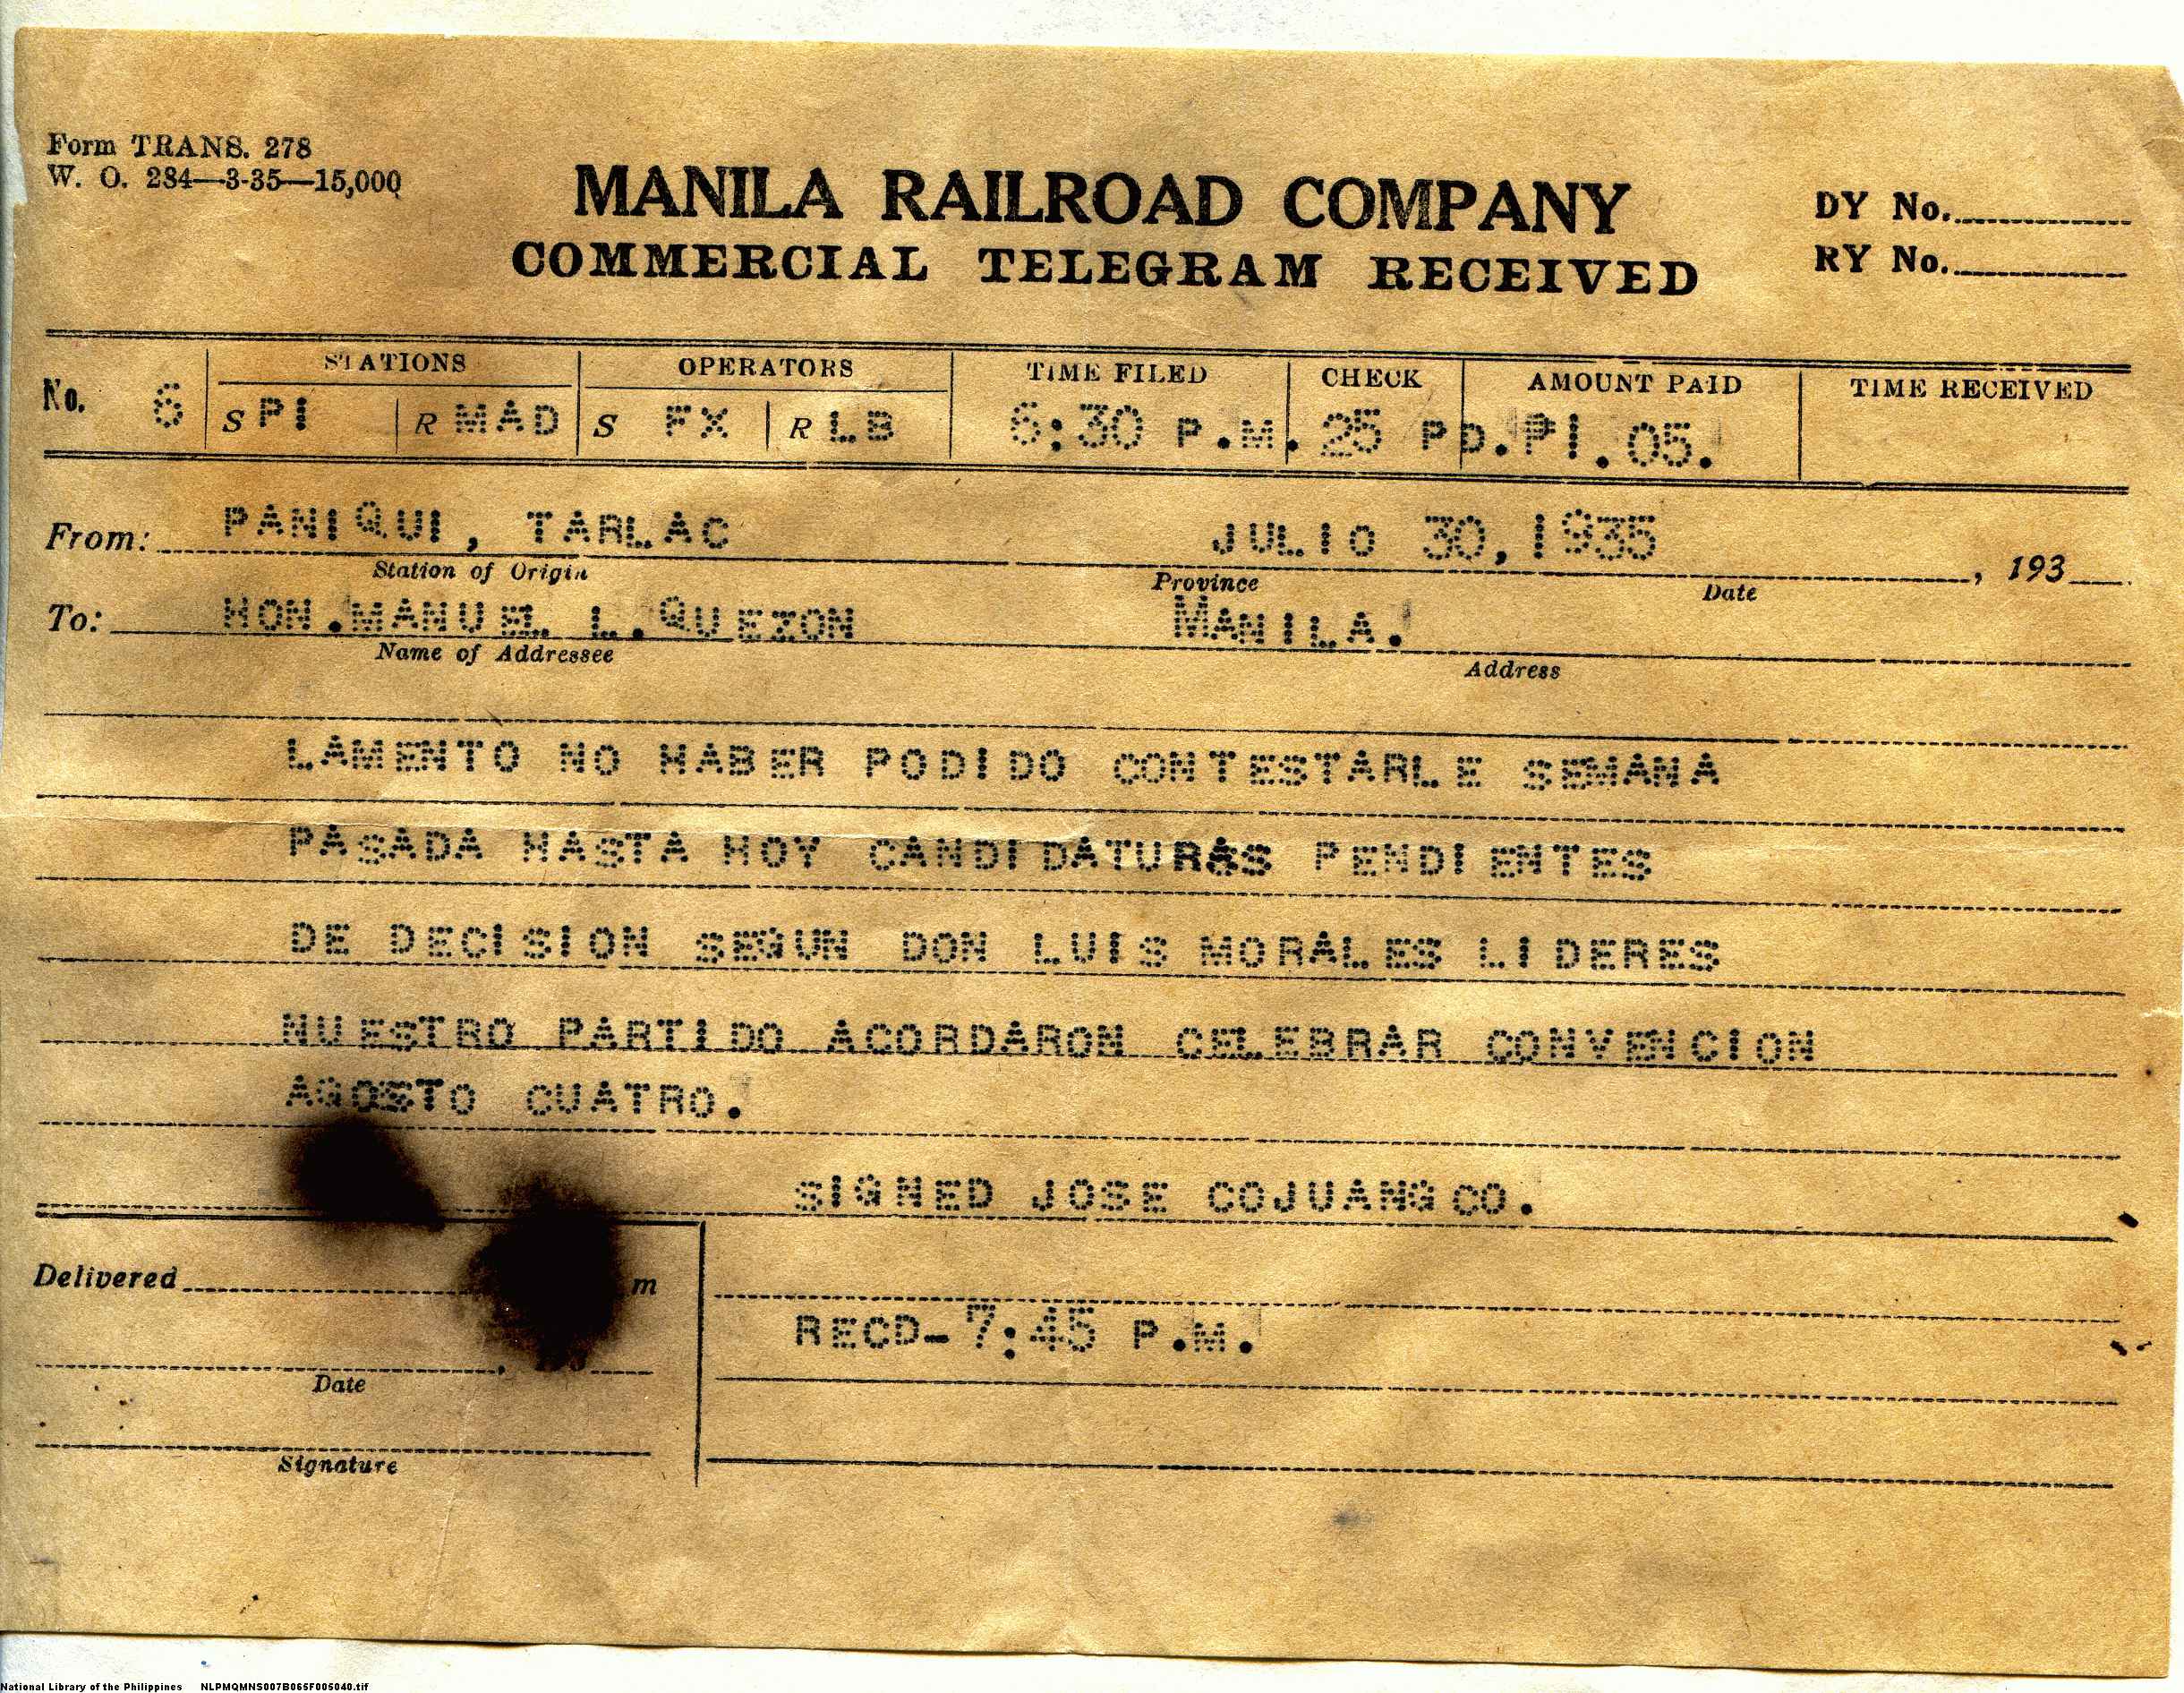 Form TRANS. 278
W. O. 284—3-35—15,000
MANILA RAILROAD COMPANY
COMMERCIAL TELEGRAM RECEIVED
DY No.
RY No.
No. 6
STATIONS
S PI R MAD
OPERATORS
S FX R LB
TIME FILED
6:30 P.M.
CHECK
25 PD.
AMOUNT PAID
₱1.05.
TIME RECEIVED
From: PANIQUI, TARLAC JULIO 30,1935 , 193
Station of Origin Province Date
To: HON.MANUEL L.QUEZON MANILA.
Name of Addressee Address
LAMENTO NO HABER PODIDO CONTESTARLE SEMANA
PASADA HASTA HOY CANDIDATURAS PENDIENTES
DE DECISION SEGUN DON LUIS MORALES LIDERES
NUESTRO PARTIDO ACORDARON CELEBRAR CONVENCION
AGOSTO CUATRO.
SIGNED JOSE COJUANGCO.
Delivered m
RECD-7:45 P.M.
Date
Signature
National Library of the Philippines NLPMQMNS007B065F005040.tif